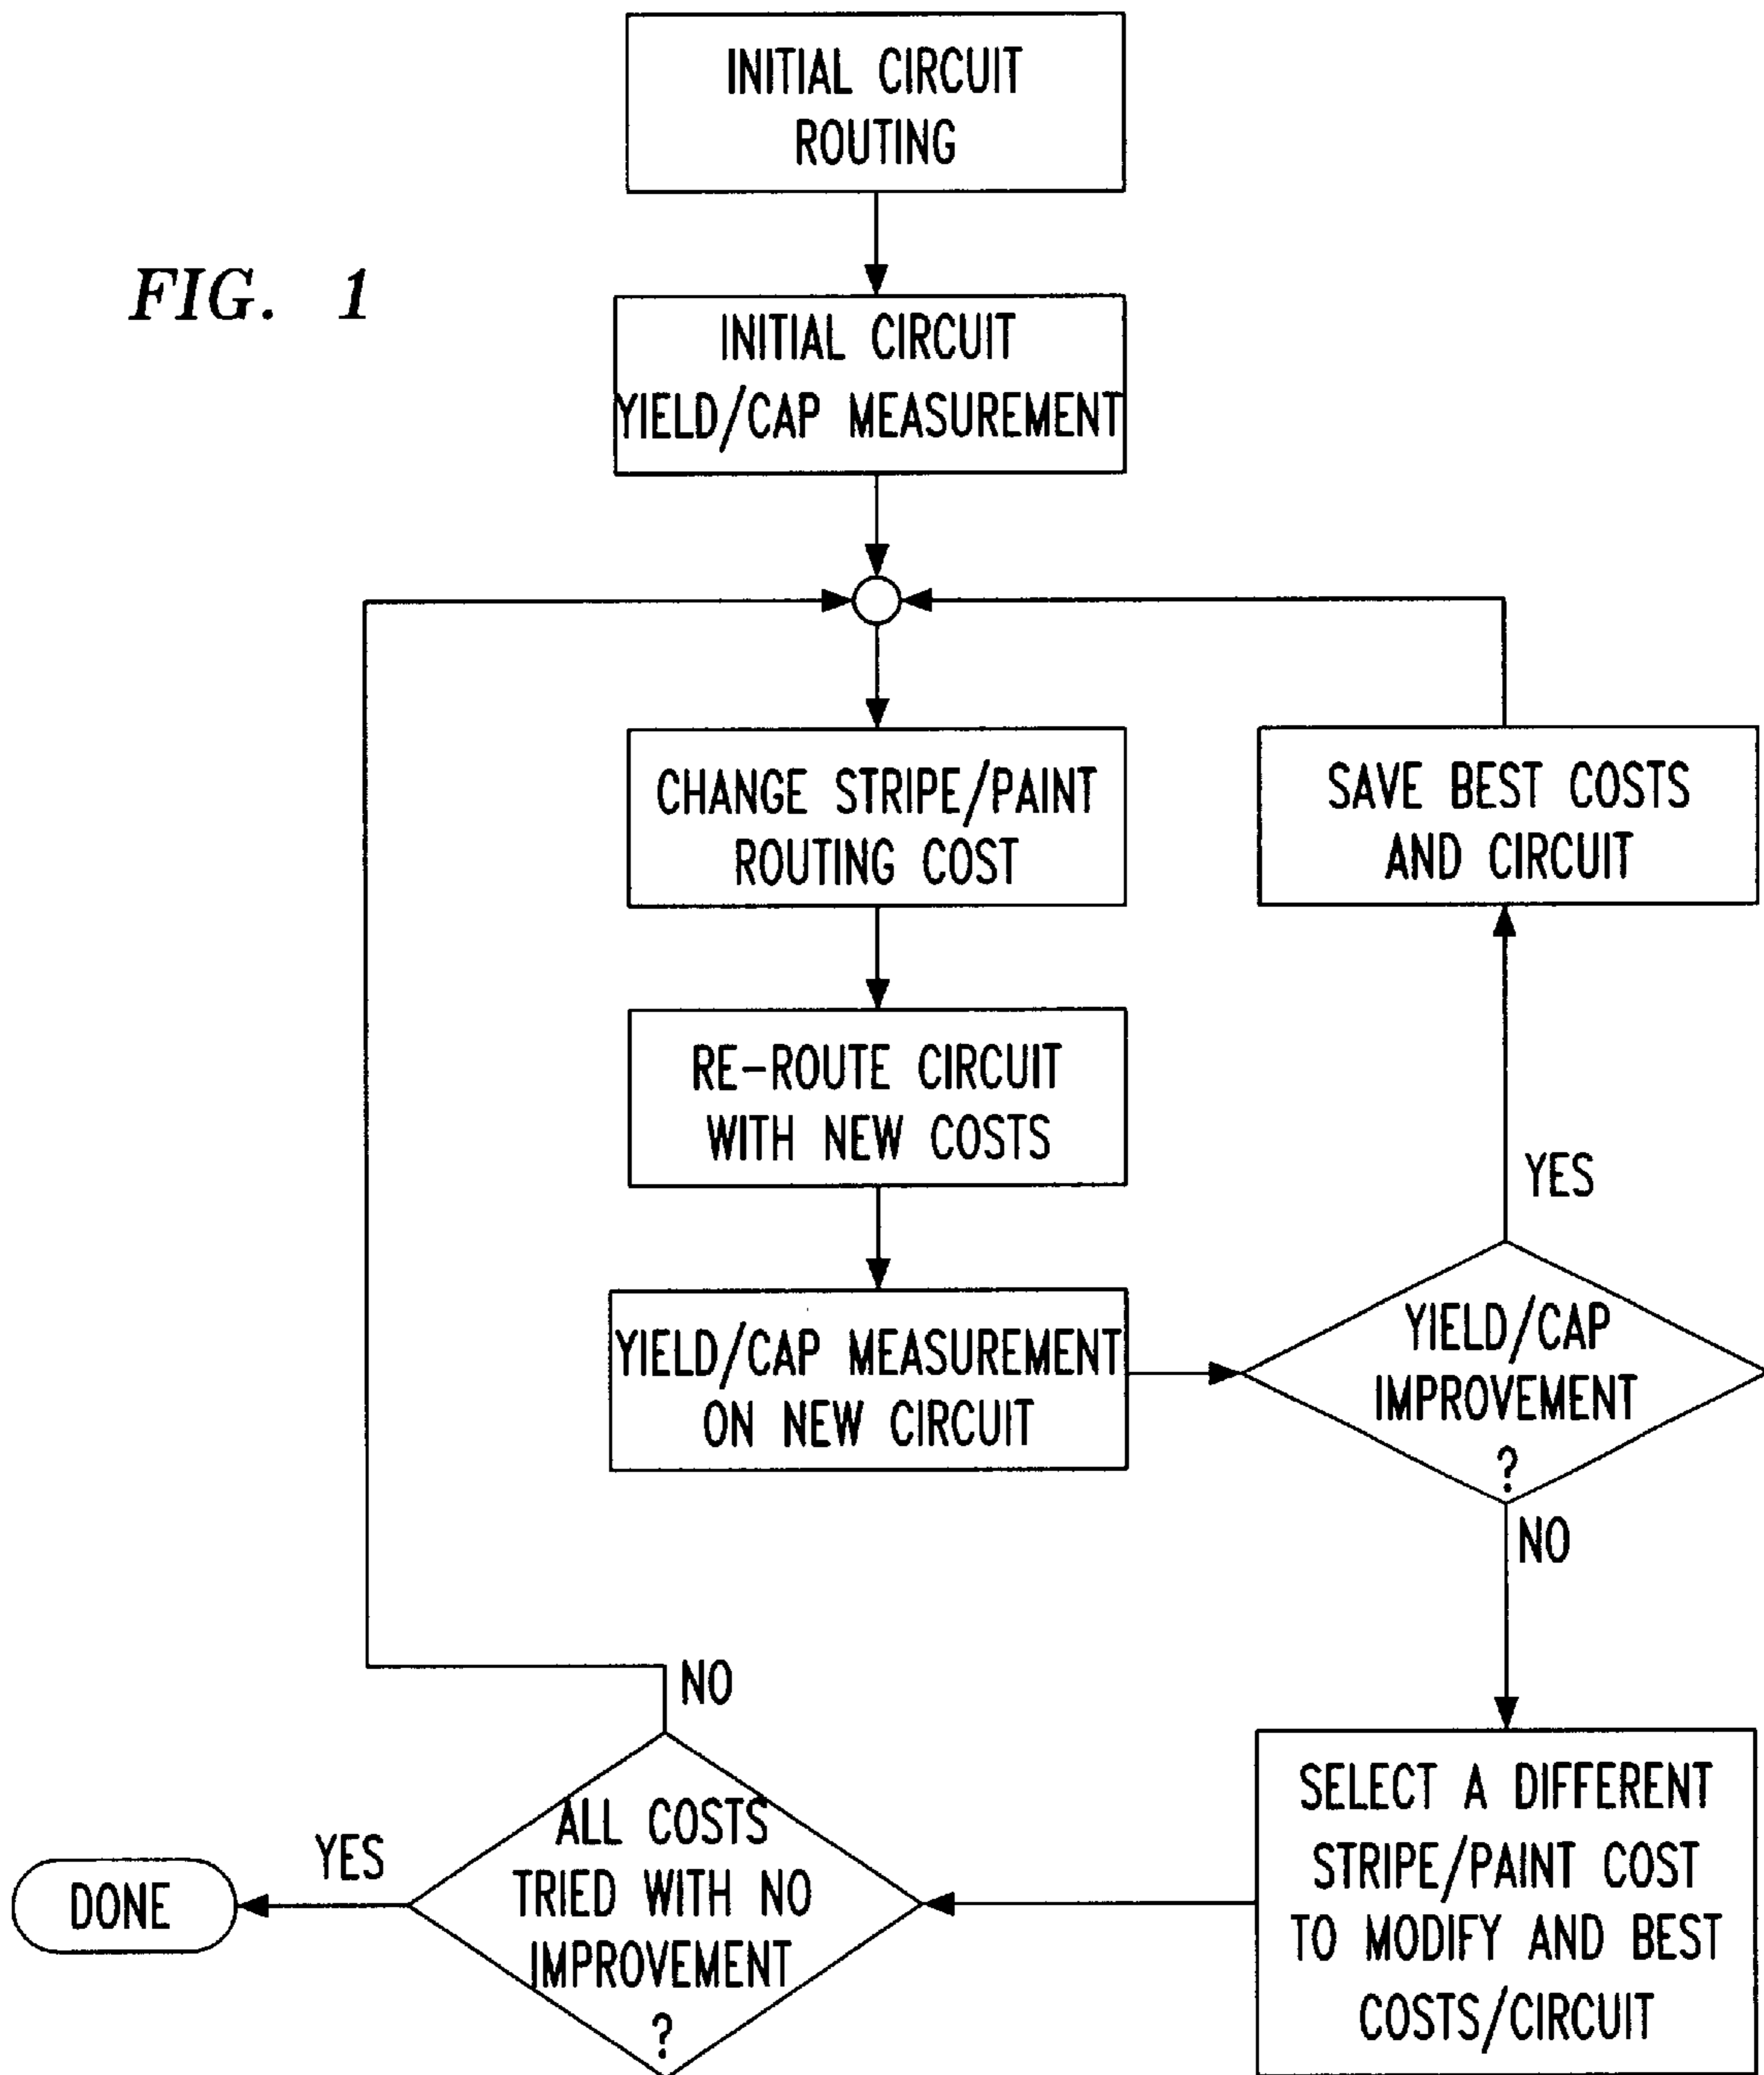 INITIAL CIRCUIT
ROUTING
FIG. 1
INITIAL CIRCUIT
YIELD/CAP MEASUREMENT
CHANGE STRIPE/PAINT
ROUTING COST
SAVE BEST COSTS
AND CIRCUIT
RE-ROUTE CIRCUIT
WITH NEW COSTS
YES
YIELD/CAP MEASUREMENT
ON NEW CIRCUIT
YIELD/CAP
IMPROVEMENT
?
NO
NO
SELECT A DIFFERENT
STRIPE/PAINT COST
TO MODIFY AND BEST
COSTS/CIRCUIT
ALL COSTS
TRIED WITH NO
IMPROVEMENT
?
YES
DONE